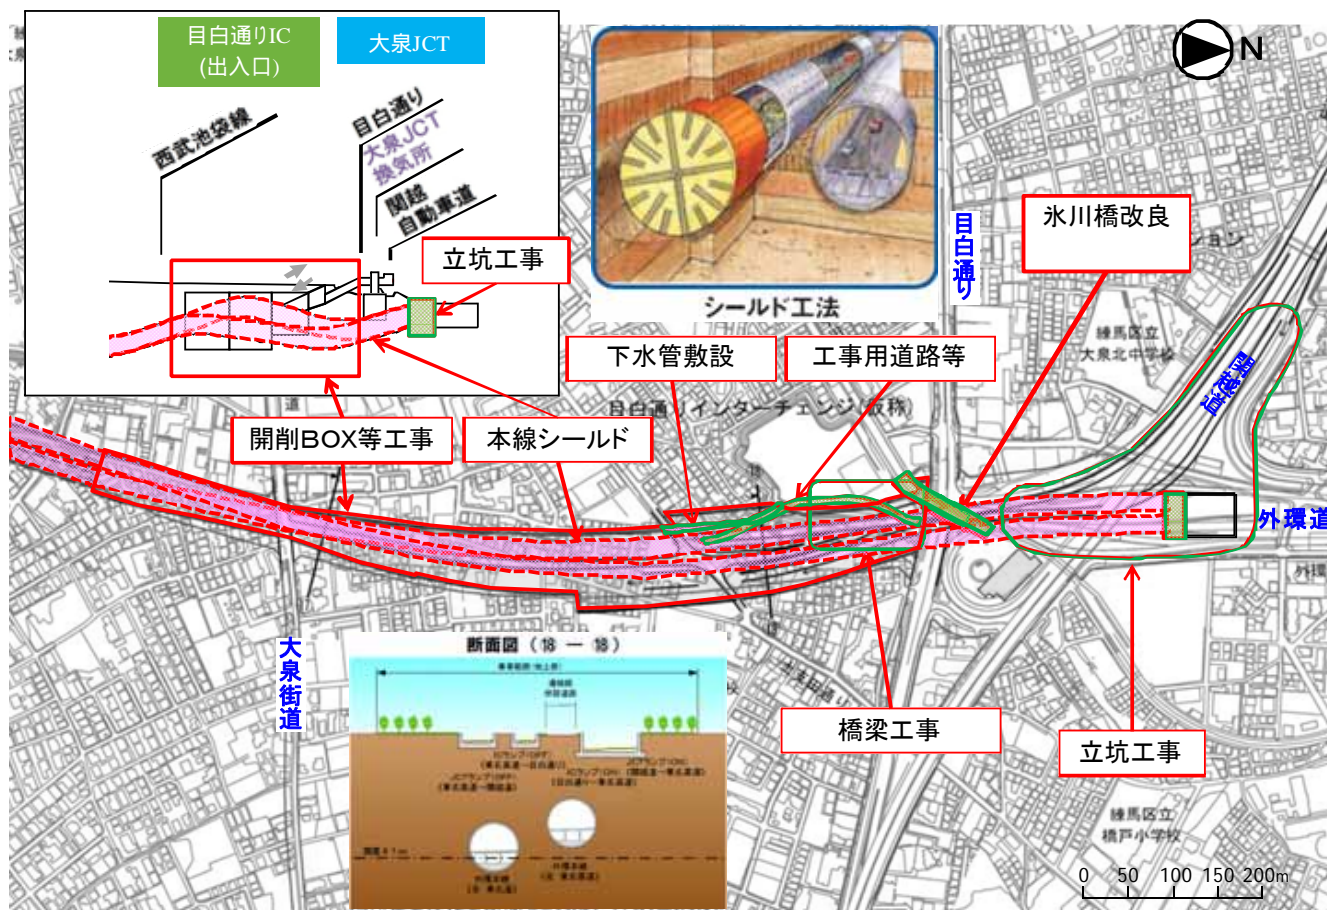 目白通りIC
(出入口)
大泉JCT
西武池袋線
目白通り
大泉JCT
換気所
関越
自動車道
立坑工事
シールド工法
目白通り
氷川橋改良
N
下水管敷設
工事用道路等
練馬区立
大泉北中学校
関越道
目白通りインターチェンジ(仮称)
開削BOX等工事
本線シールド
外環道
大泉街道
断面図(18 ― 18)
橋梁工事
立坑工事
練馬区立
橋戸小学校
0 50 100 150 200m